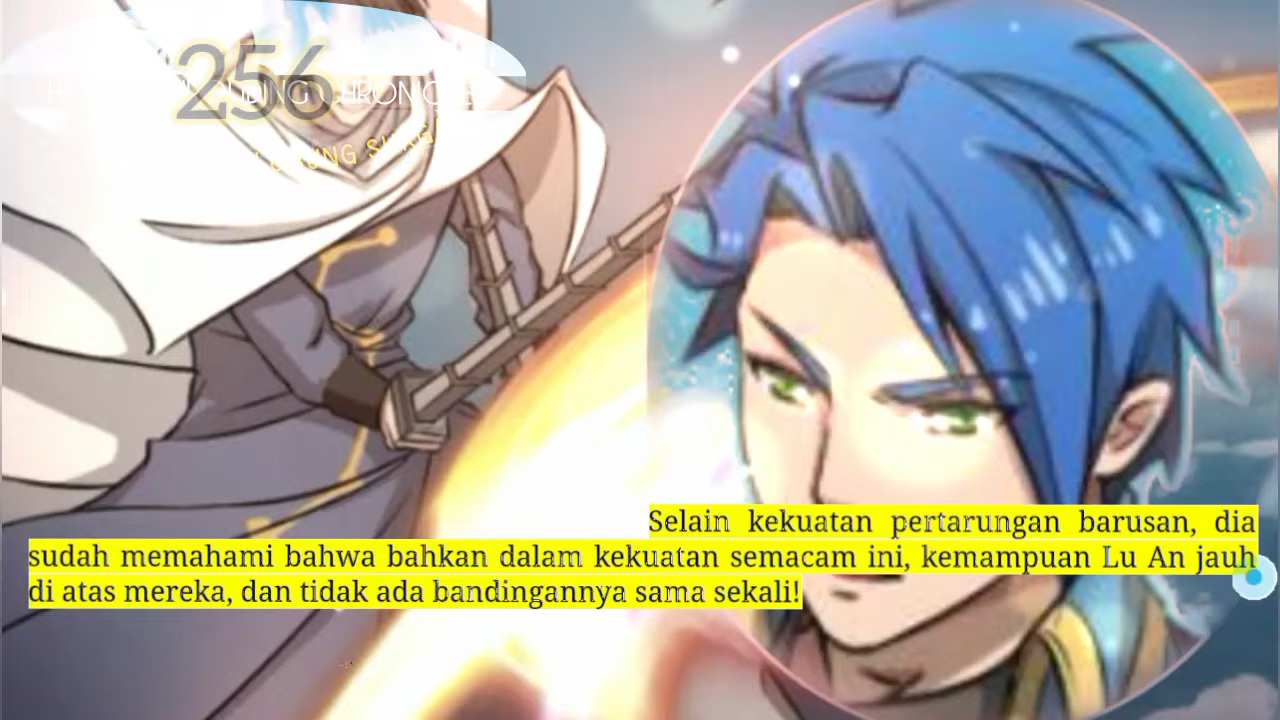 256
CHRONICLE
Selain kekuatan pertarungan barusan, dia
sudah memahami bahwa bahkan dalam kekuatan semacam ini, kemampuan Lu An jauh
di atas mereka, dan tidak ada bandingannya sama sekali!